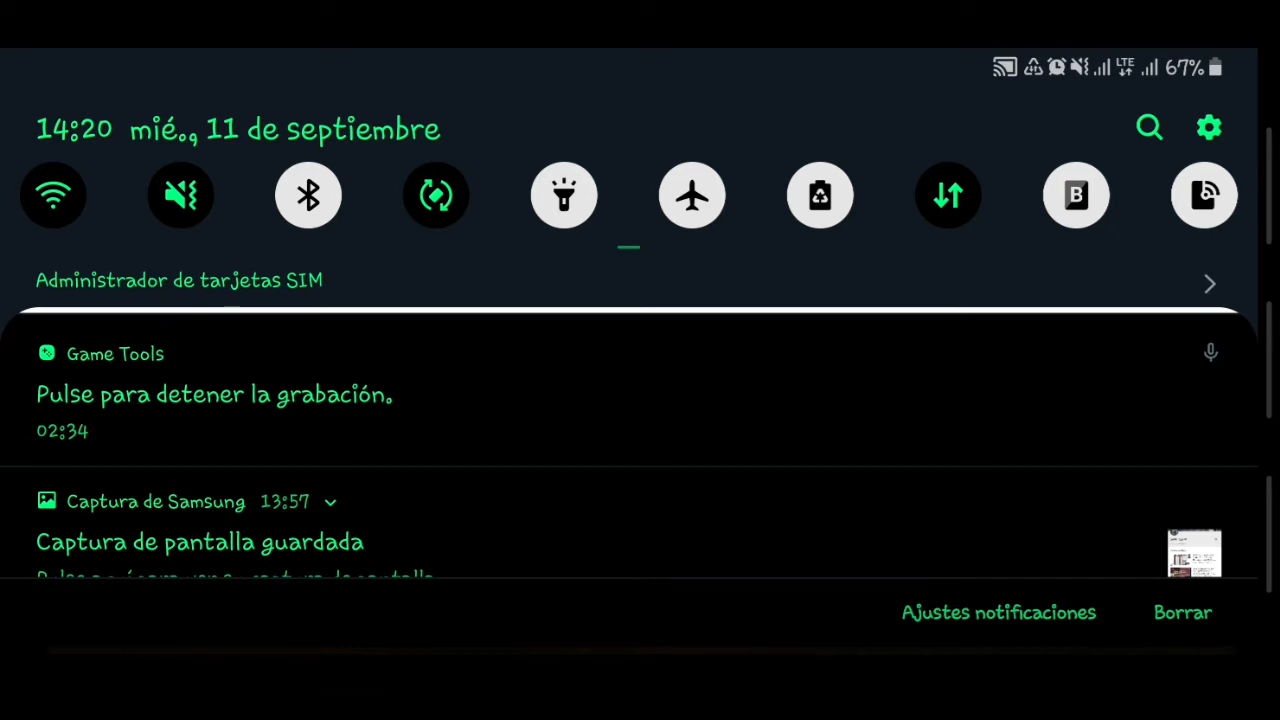 LTE 67%
14:20 mié., 11 de septiembre
B
Administrador de tarjetas SIM
Game Tools
Pulse para detener la grabación.
02:34
Captura de Samsung 13:57
Captura de pantalla guardada
Ajustes notificaciones Borrar